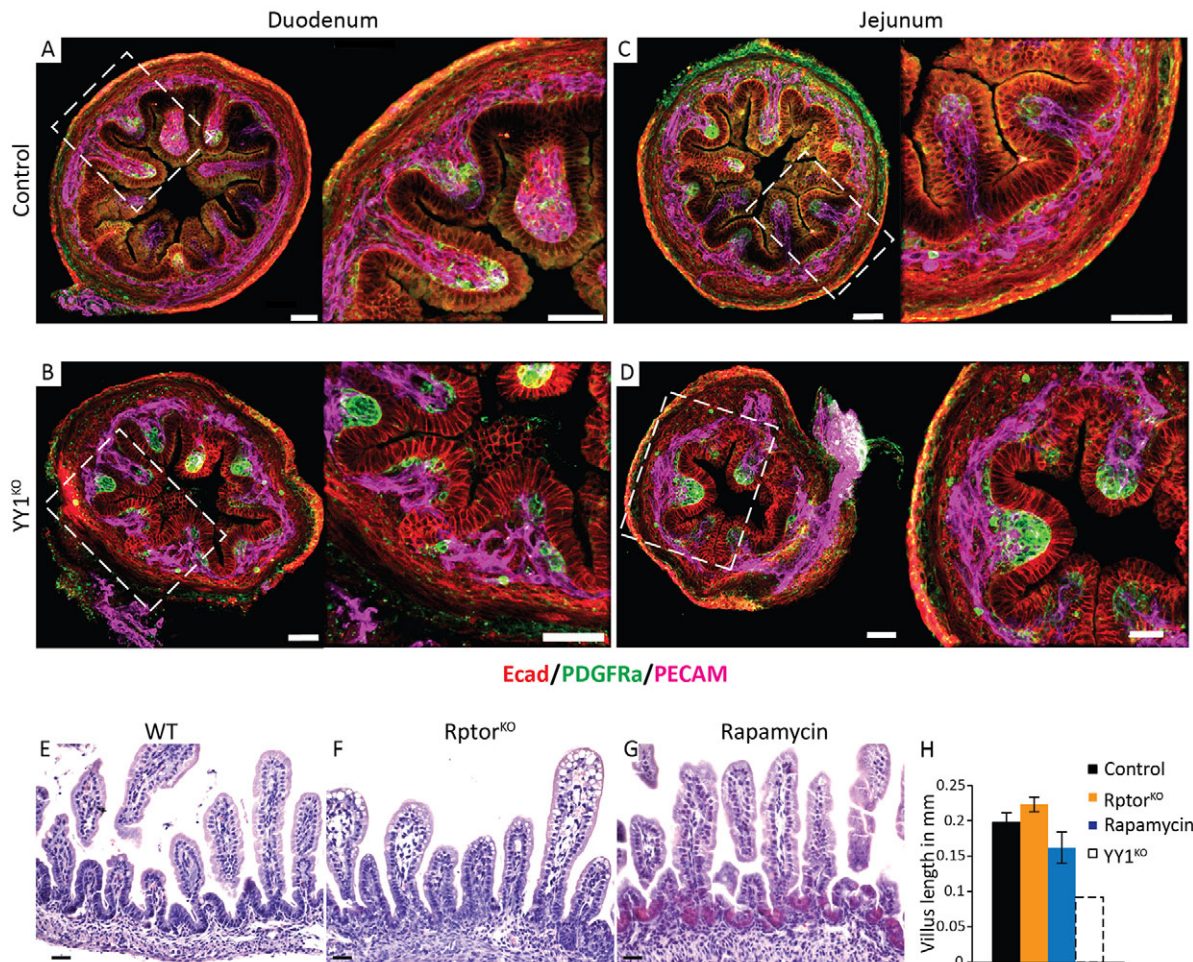 Duodenum Jejunum
Control
A
C
YY1KO
B
D
Ecad/PDGFRa/PECAM
WT RptorKO Rapamycin
E
F
G
H
Villus length in mm
0.25
0.2
0.15
0.1
0.05
0
Control
RptorKO
Rapamycin
YY1KO